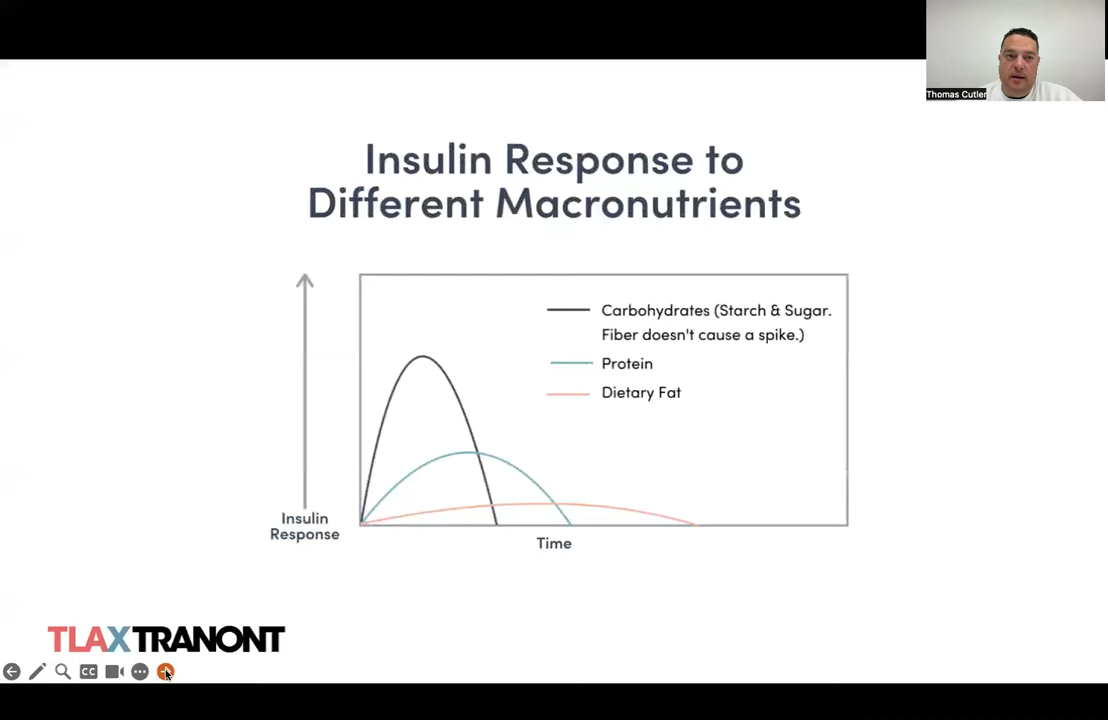 Thomas Cutler
Insulin Response to
Different Macronutrients
Carbohydrates (Starch & Sugar.
Fiber doesn't cause a spike.)
Protein
Dietary Fat
Insulin
Response
Time
TLAXTRANONT
CC